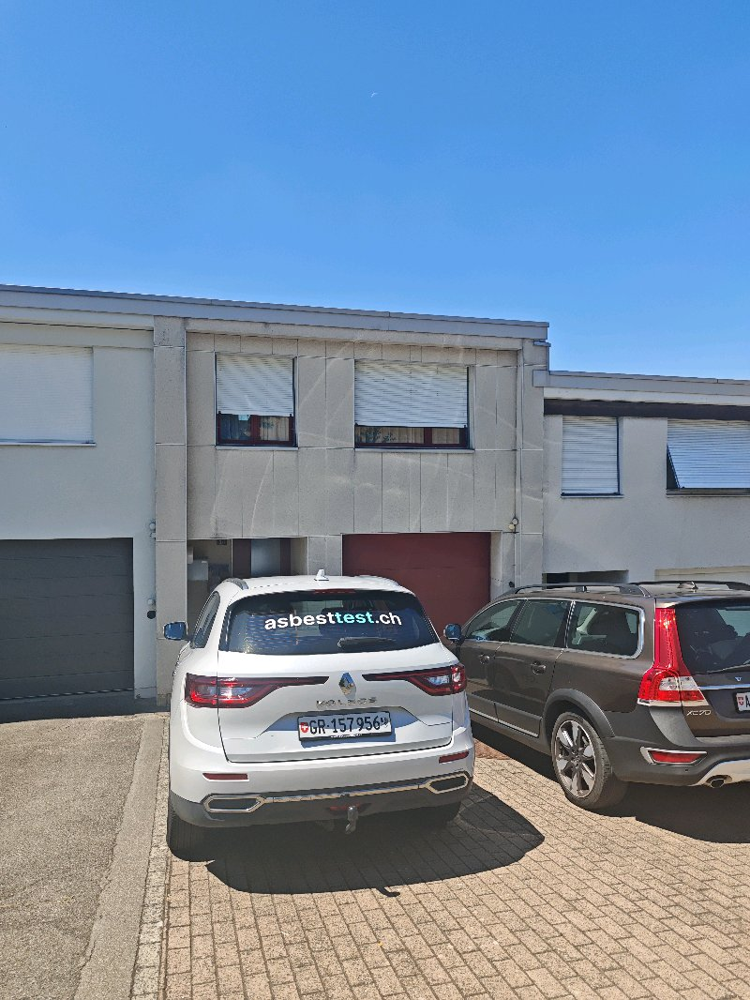 asbesttest.ch
KOLEOS
GR·157956
XC70
A